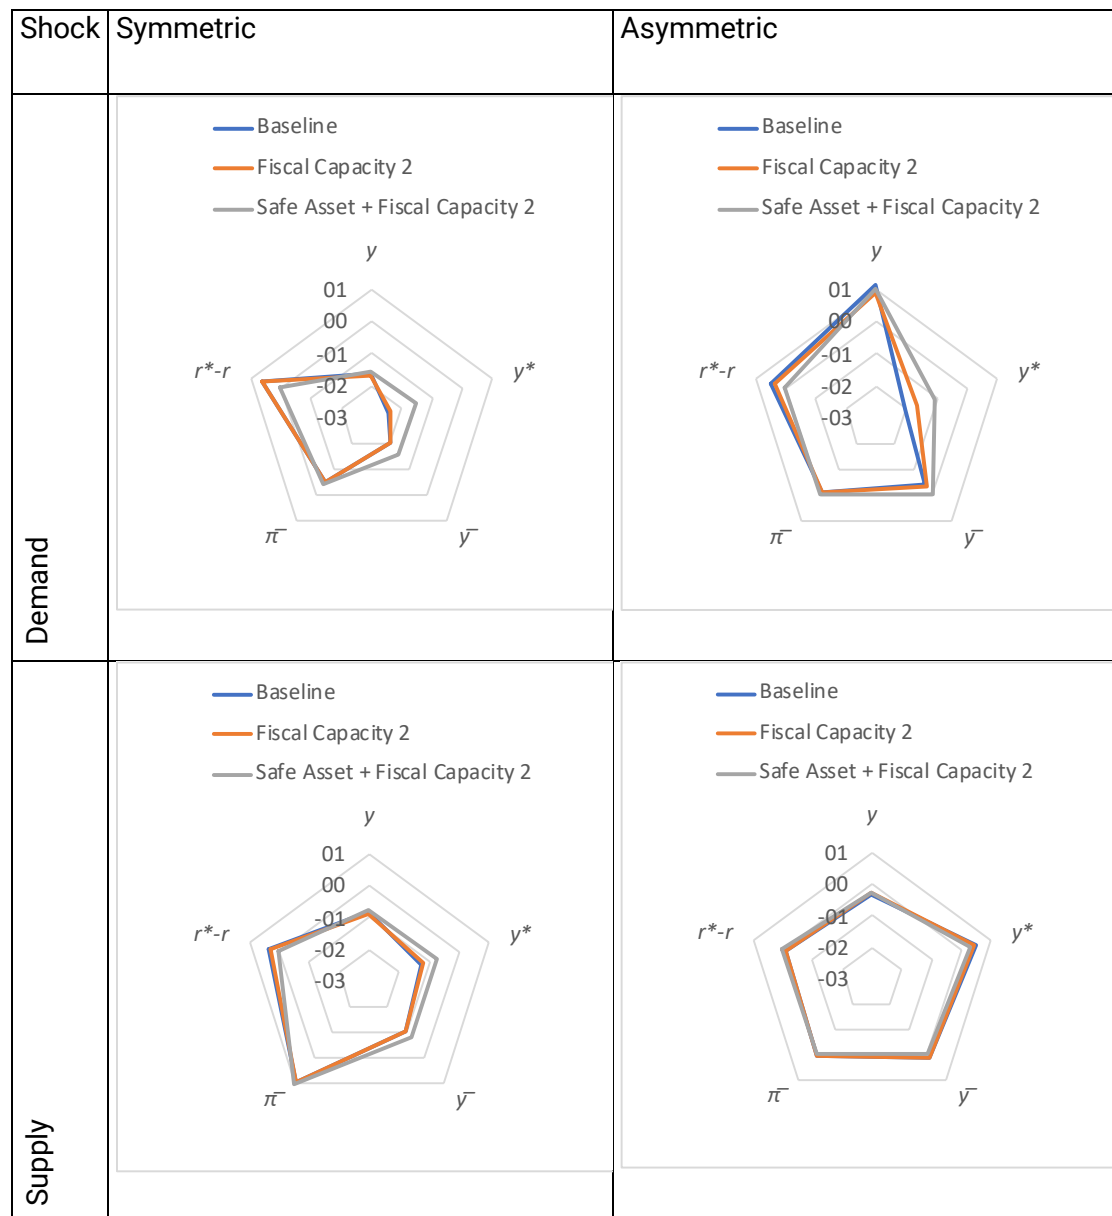 Shock Symmetric Asymmetric
Demand
Baseline
Fiscal Capacity 2
Safe Asset + Fiscal Capacity 2
y
01
00
-01
-02
-03
r*-r
y*
π̅
y̅
Baseline
Fiscal Capacity 2
Safe Asset + Fiscal Capacity 2
y
01
00
-01
-02
-03
r*-r
y*
π̅
y̅
Supply
Baseline
Fiscal Capacity 2
Safe Asset + Fiscal Capacity 2
y
01
00
-01
-02
-03
r*-r
y*
π̅
y̅
Baseline
Fiscal Capacity 2
Safe Asset + Fiscal Capacity 2
y
01
00
-01
-02
-03
r*-r
y*
π̅
y̅